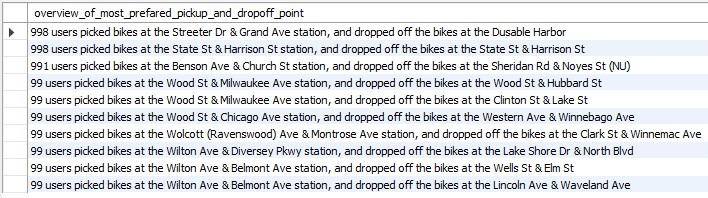 overview_of_most_prefared_pickup_and_dropoff_point
998 users picked bikes at the Streeter Dr & Grand Ave station, and dropped off the bikes at the Dusable Harbor
998 users picked bikes at the State St & Harrison St station, and dropped off the bikes at the State St & Harrison St
991 users picked bikes at the Benson Ave & Church St station, and dropped off the bikes at the Sheridan Rd & Noyes St (NU)
99 users picked bikes at the Wood St & Milwaukee Ave station, and dropped off the bikes at the Wood St & Hubbard St
99 users picked bikes at the Wood St & Milwaukee Ave station, and dropped off the bikes at the Clinton St & Lake St
99 users picked bikes at the Wood St & Chicago Ave station, and dropped off the bikes at the Western Ave & Winnebago Ave
99 users picked bikes at the Wolcott (Ravenswood) Ave & Montrose Ave station, and dropped off the bikes at the Clark St & Winnemac Ave
99 users picked bikes at the Wilton Ave & Diversey Pkwy station, and dropped off the bikes at the Lake Shore Dr & North Blvd
99 users picked bikes at the Wilton Ave & Belmont Ave station, and dropped off the bikes at the Wells St & Elm St
99 users picked bikes at the Wilton Ave & Belmont Ave station, and dropped off the bikes at the Lincoln Ave & Waveland Ave